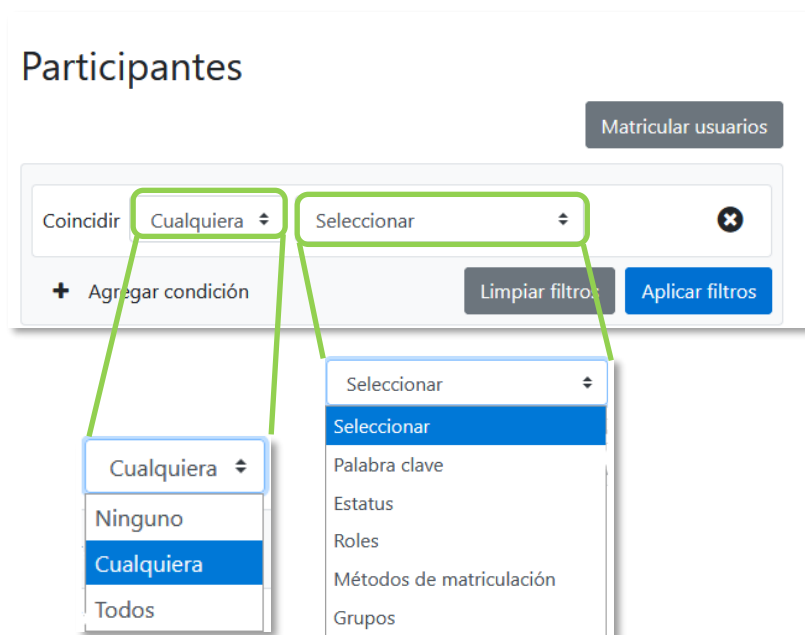 Participantes
Matricular usuarios
Coincidir Cualquiera Seleccionar
Agregar condición Limpiar filtros Aplicar filtros
Cualquiera
Ninguno
Cualquiera
Todos
Seleccionar
Seleccionar
Palabra clave
Estatus
Roles
Métodos de matriculación
Grupos